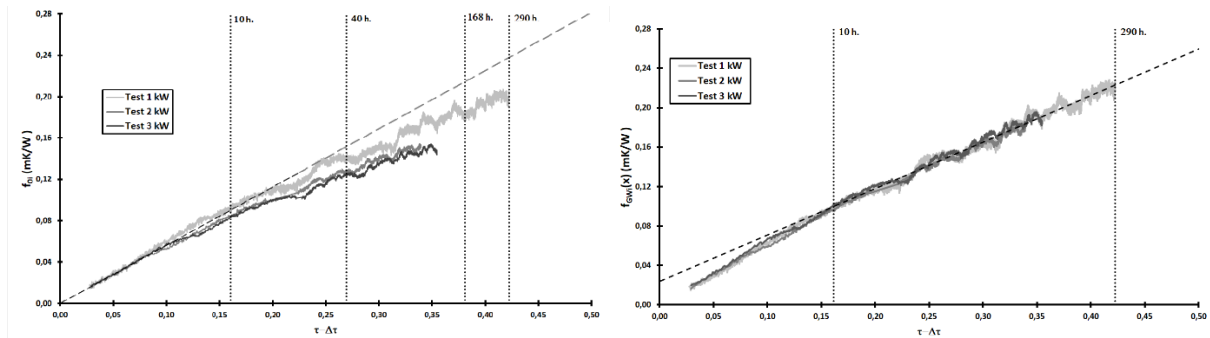 10 h.
40 h.
168 h.
290 h
0,28
0,24
0,20
0,16
0,12
0,08
0,04
0,00
f_BI (mK/W)
Test 1 kW
Test 2 kW
Test 3 kW
0,00 0,05 0,10 0,15 0,20 0,25 0,30 0,35 0,40 0,45 0,50
τ-Δτ
10 h.
290 h.
0,28
0,24
0,20
0,16
0,12
0,08
0,04
0,00
f_GWI(x) (mK/W)
Test 1 kW
Test 2 kW
Test 3 kW
0,00 0,05 0,10 0,15 0,20 0,25 0,30 0,35 0,40 0,45 0,50
τ-Δτ